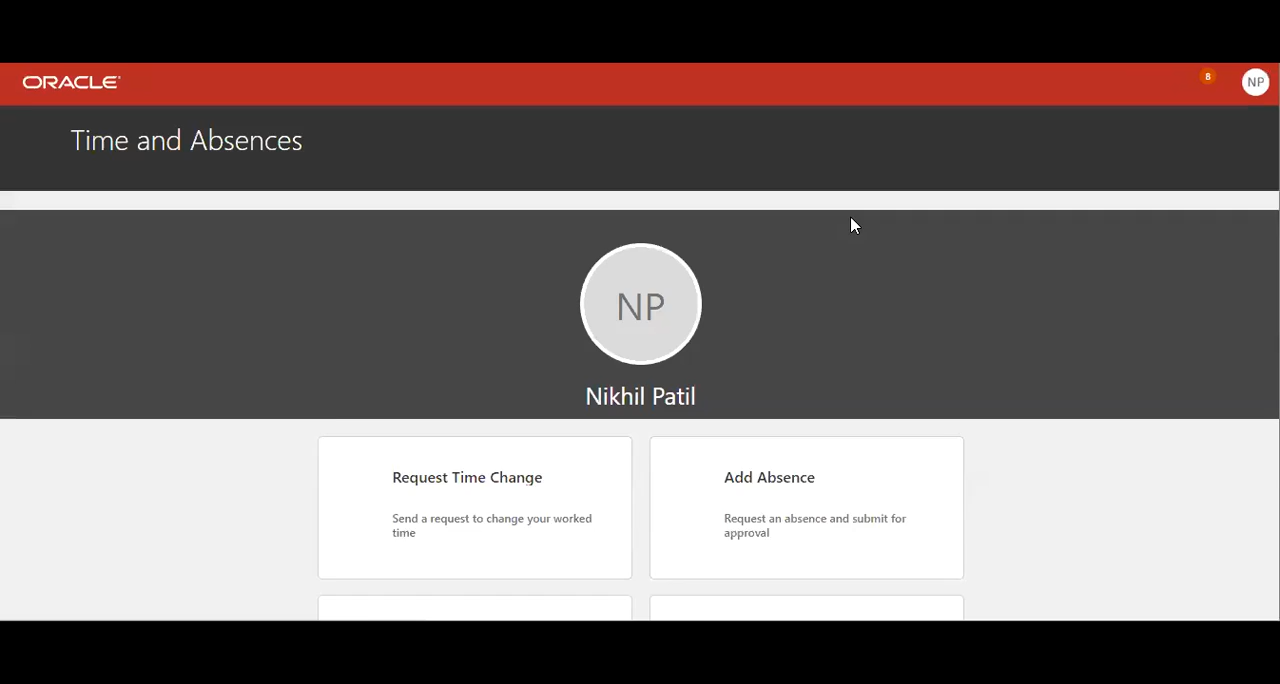 ORACLE
8
NP
Time and Absences
NP
Nikhil Patil
Request Time Change
Send a request to change your worked
time
Add Absence
Request an absence and submit for
approval